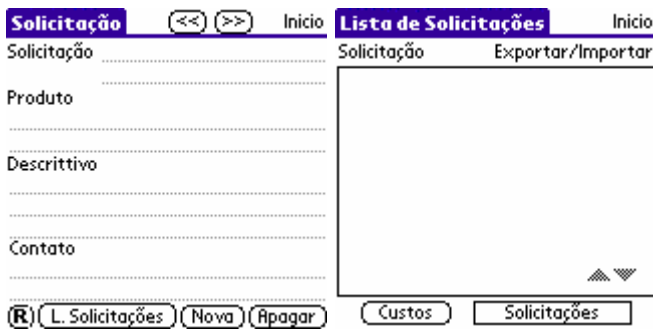 Solicitação << >> Inicio
Solicitação
Produto
Descrittivo
Contato
R L. Solicitações Nova Apagar
Lista de Solicitações Inicio
Solicitação Exportar/Importar
Custos Solicitações